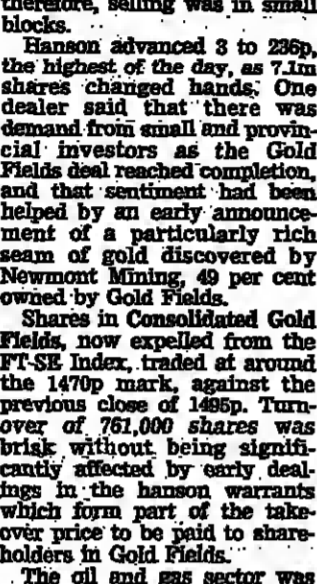 therefore, selling was in small
blocks.
Hanson advanced 3 to 236p,
the highest of the day, as 7.1m
shares changed hands. One
dealer said that there was
demand from small and provin-
cial investors as the Gold
Fields deal reached completion,
and that sentiment had been
helped by an early announce-
ment of a particularly rich
seam of gold discovered by
Newmont Mining, 49 per cent
owned by Gold Fields.
Shares in Consolidated Gold
Fields, now expelled from the
FT-SE Index, traded at around
the 1470p mark, against the
previous close of 1495p. Turn-
over of 761,000 shares was
brisk without being signifi-
cantly affected by early deal-
ings in the hanson warrants
which form part of the take-
over price to be paid to share-
holders in Gold Fields.
The oil and gas sector was